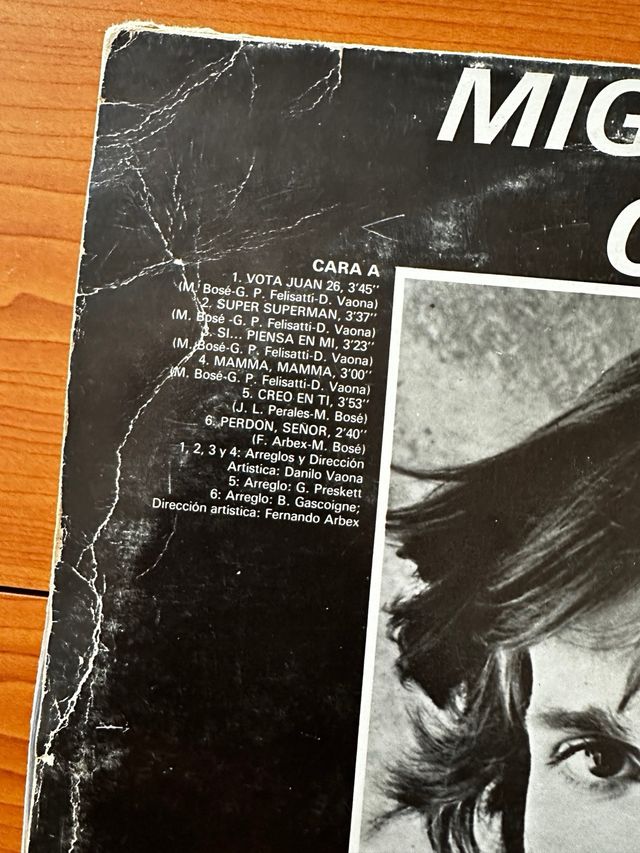 MIG
C
CARA A
1. VOTA JUAN 26, 3'45''
(M. Bosé-G. P. Felisatti-D. Vaona)
2. SUPER SUPERMAN, 3'37''
(M. Bosé -G. P. Felisatti-D. Vaona)
3. SI... PIENSA EN MI, 3'23''
(M. Bosé-G. P. Felisatti-D. Vaona)
4. MAMMA, MAMMA, 3'00''
(M. Bosé-G. P. Felisatti-D. Vaona)
5. CREO EN TI, 3'53''
(J. L. Perales-M. Bosé)
6. PERDON, SEÑOR, 2'40''
(F. Arbex-M. Bosé)
1, 2, 3 y 4: Arreglos y Dirección
Artistica: Danilo Vaona
5: Arreglo: G. Preskett
6: Arreglo: B. Gascoigne;
Dirección artistica: Fernando Arbex